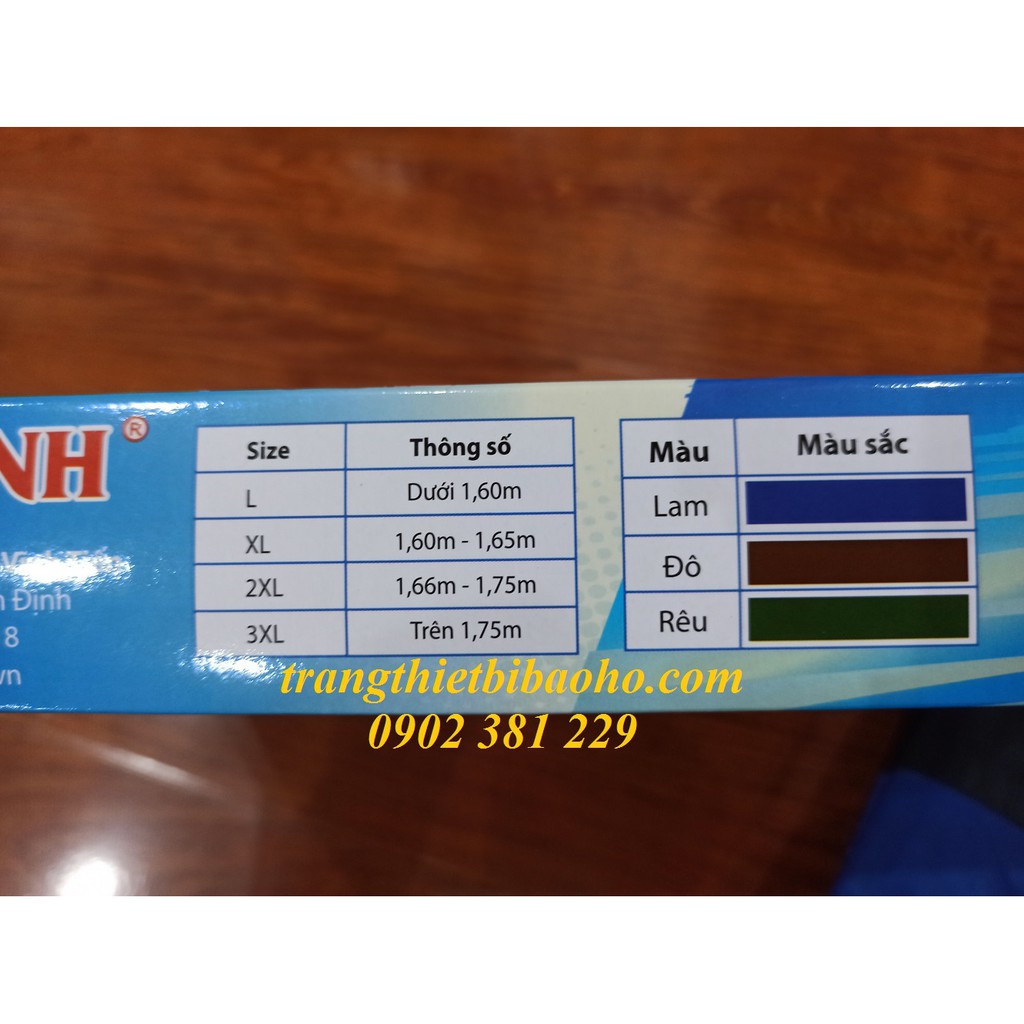 NH®
Định
8
vn
Size Thông số
L Dưới 1,60m
XL 1,60m - 1,65m
2XL 1,66m - 1,75m
3XL Trên 1,75m
Màu Màu sắc
Lam
Đô
Rêu
trangthietbibaoho.com
0902 381 229